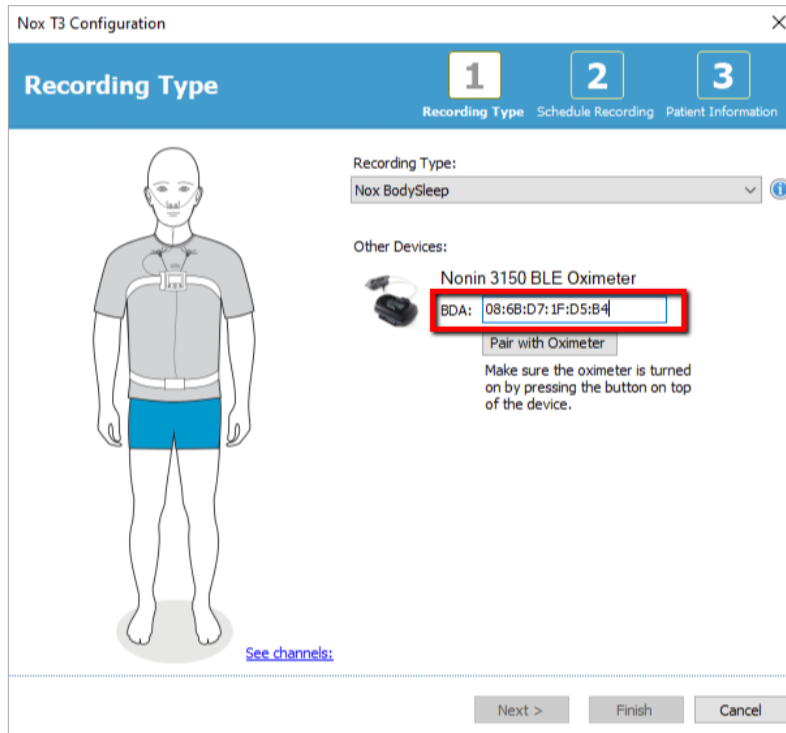 Nox T3 Configuration
Recording Type
1
2
3
Recording Type
Schedule Recording
Patient Information
Recording Type:
Nox BodySleep
Other Devices:
Nonin 3150 BLE Oximeter
BDA: 08:6B:D7:1F:D5:B4
Pair with Oximeter
Make sure the oximeter is turned
on by pressing the button on top
of the device.
See channels:
Next >
Finish
Cancel